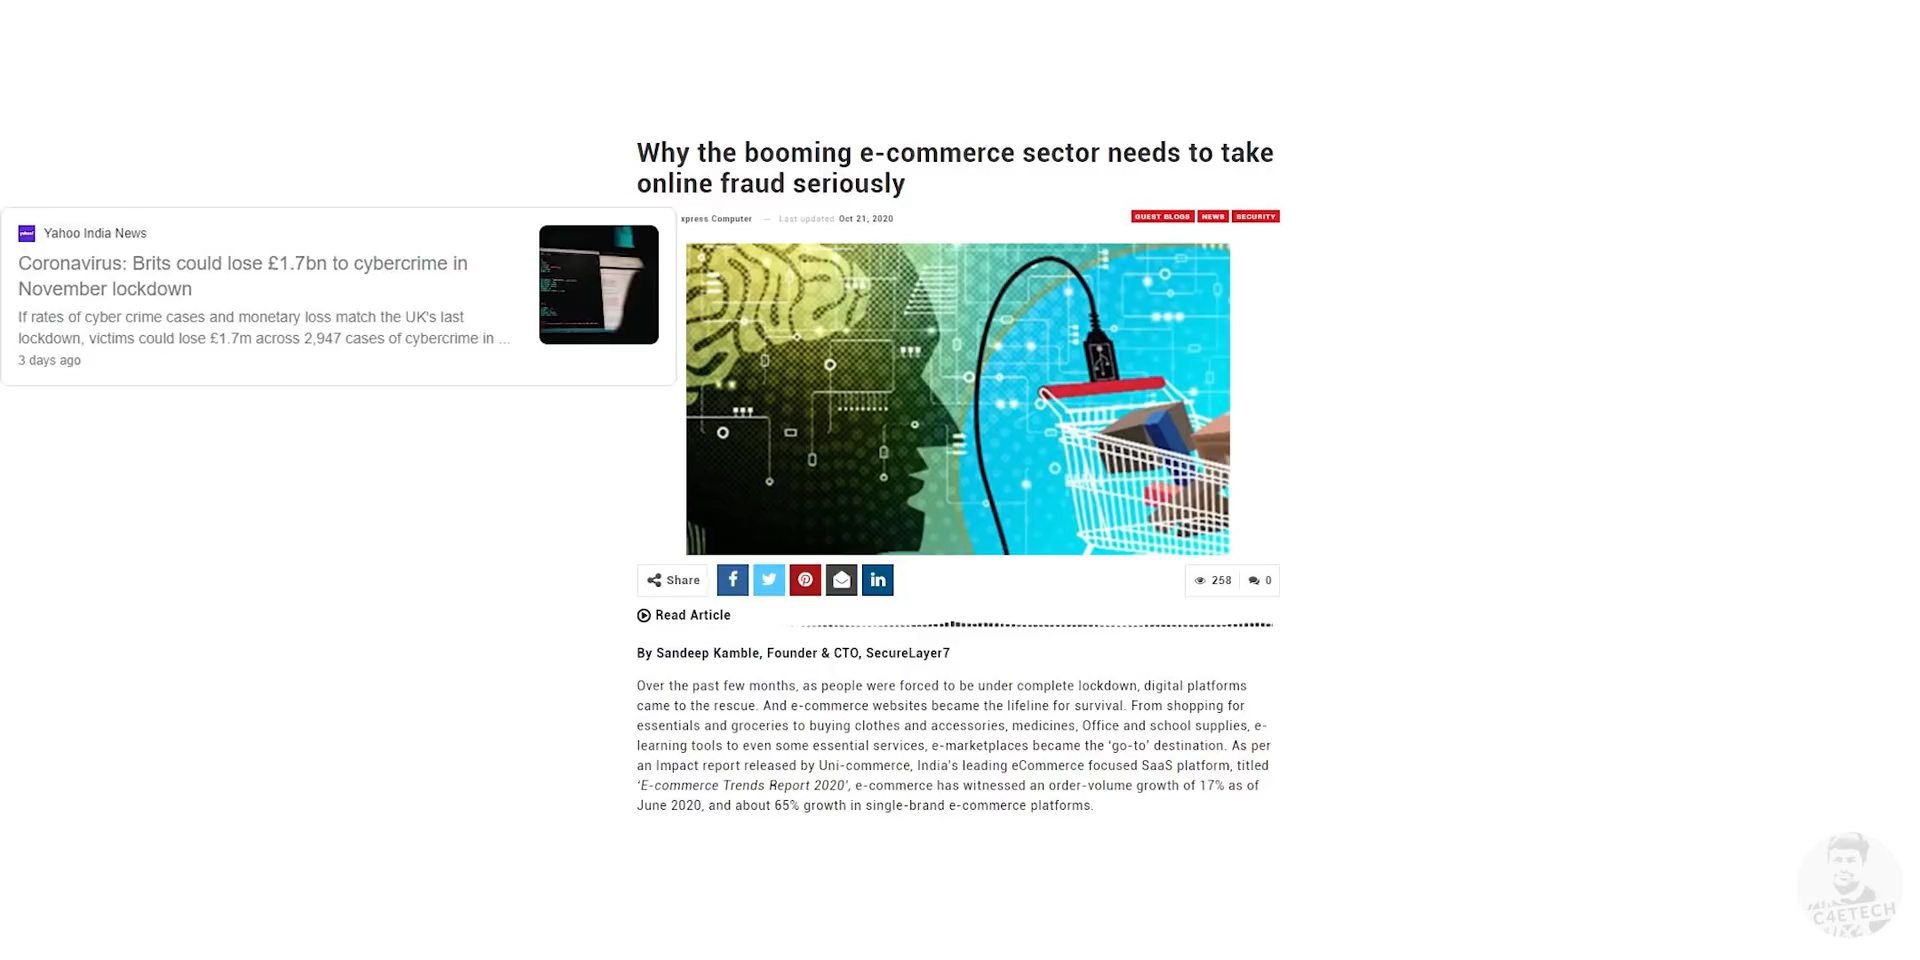 Why the booming e-commerce sector needs to take
online fraud seriously
xpress Computer — Last updated Oct 21, 2020
GUEST BLOGS NEWS SECURITY
Yahoo India News
Coronavirus: Brits could lose £1.7bn to cybercrime in
November lockdown
If rates of cyber crime cases and monetary loss match the UK's last
lockdown, victims could lose £1.7m across 2,947 cases of cybercrime in ...
3 days ago
Share
258 0
Read Article
By Sandeep Kamble, Founder & CTO, SecureLayer7
Over the past few months, as people were forced to be under complete lockdown, digital platforms
came to the rescue. And e-commerce websites became the lifeline for survival. From shopping for
essentials and groceries to buying clothes and accessories, medicines, Office and school supplies, e-
learning tools to even some essential services, e-marketplaces became the ‘go-to’ destination. As per
an Impact report released by Uni-commerce, India’s leading eCommerce focused SaaS platform, titled
‘E-commerce Trends Report 2020’, e-commerce has witnessed an order-volume growth of 17% as of
June 2020, and about 65% growth in single-brand e-commerce platforms.
C4ETECH